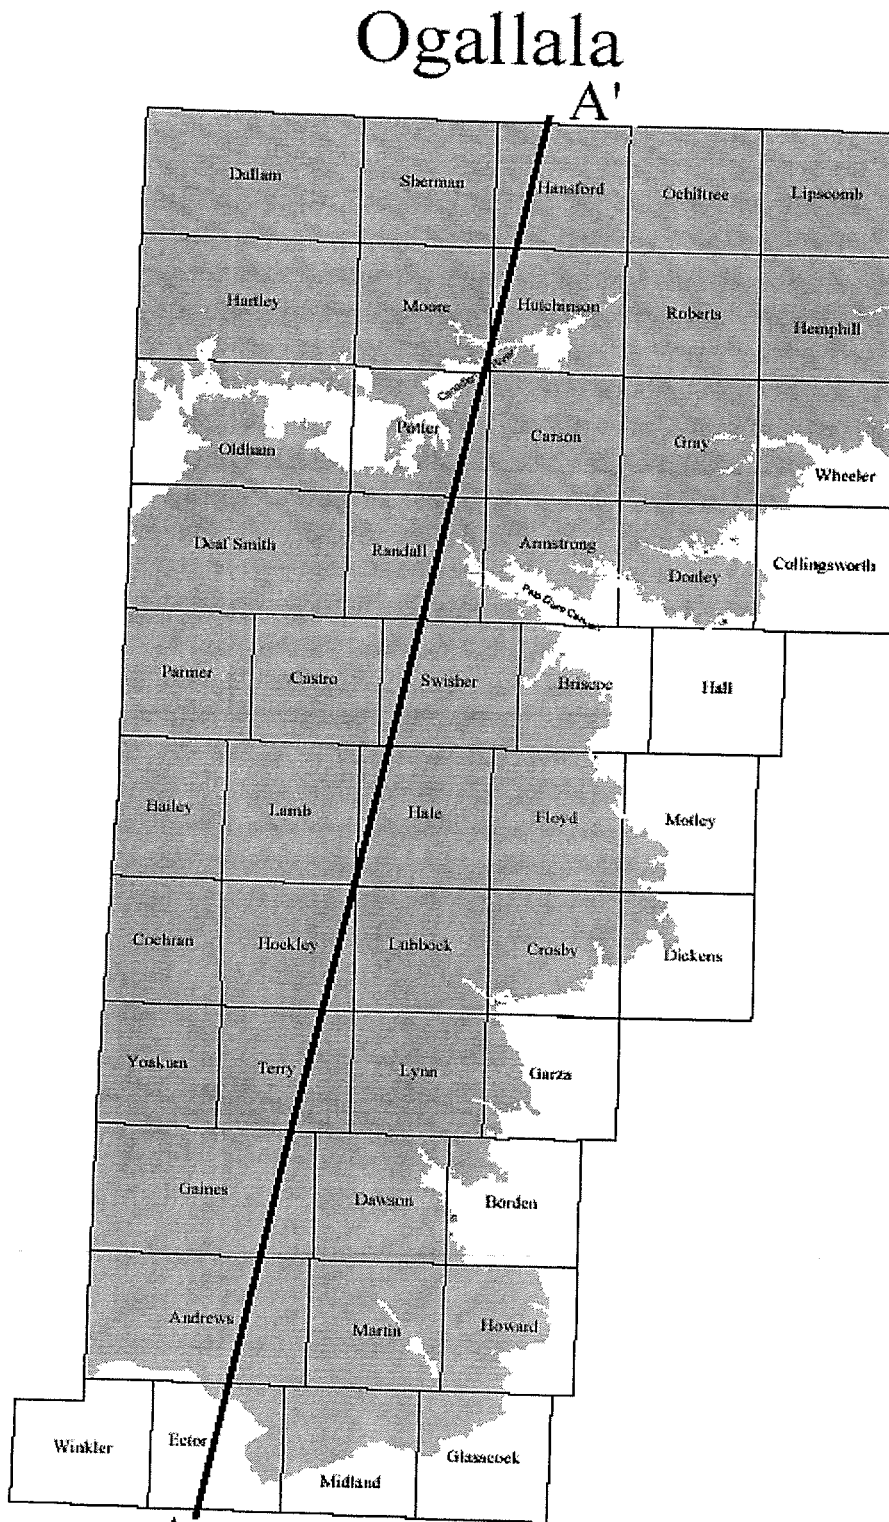 Ogallala
A'
Dallam
Sherman
Hansford
Ochiltree
Lipscomb
Hartley
Moore
Hutchinson
Roberts
Hemphill
Oldham
Potter
Carson
Gray
Wheeler
Deaf Smith
Randall
Armstrong
Donley
Collingsworth
Parmer
Castro
Swisher
Briscoe
Hall
Lamb
Hale
Floyd
Motley
Cochran
Hockley
Lubbock
Crosby
Dickens
Yoakum
Terry
Lynn
Garza
Gaines
Dawson
Borden
Andrews
Martin
Howard
Winkler
Ector
Midland
Glasscock